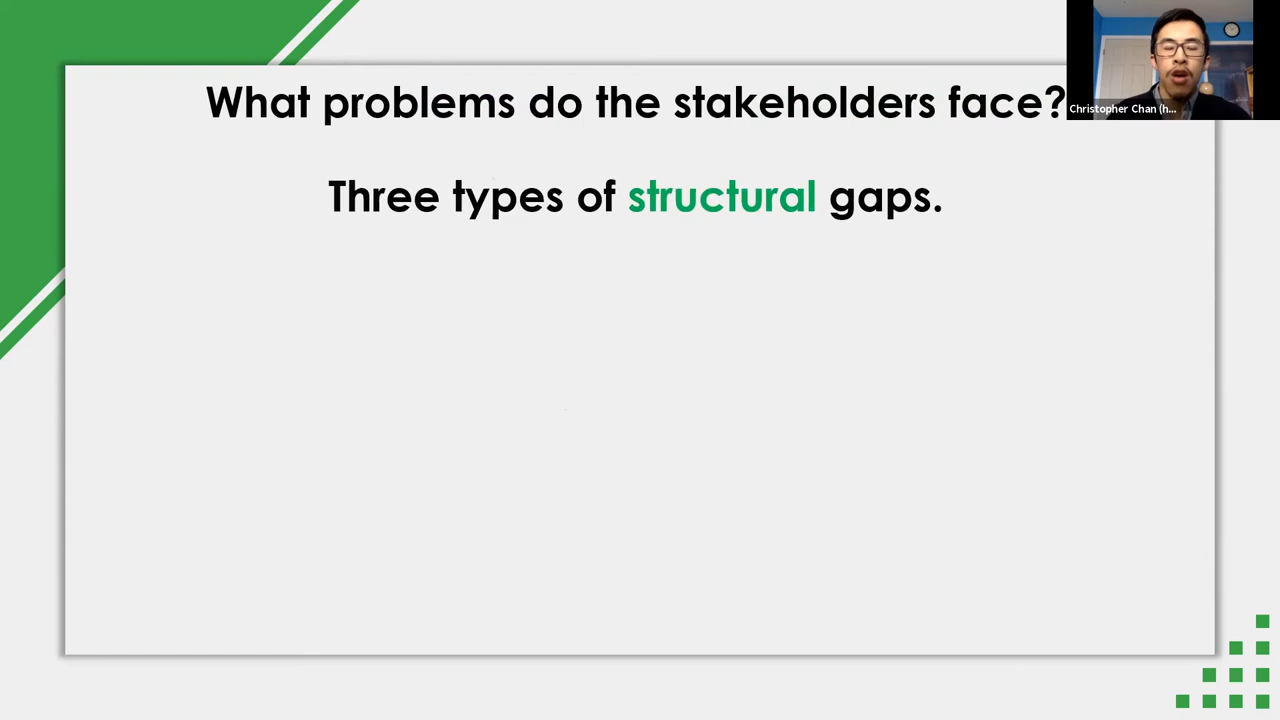 What problems do the stakeholders face?
Christopher Chan (h...
Three types of structural gaps.